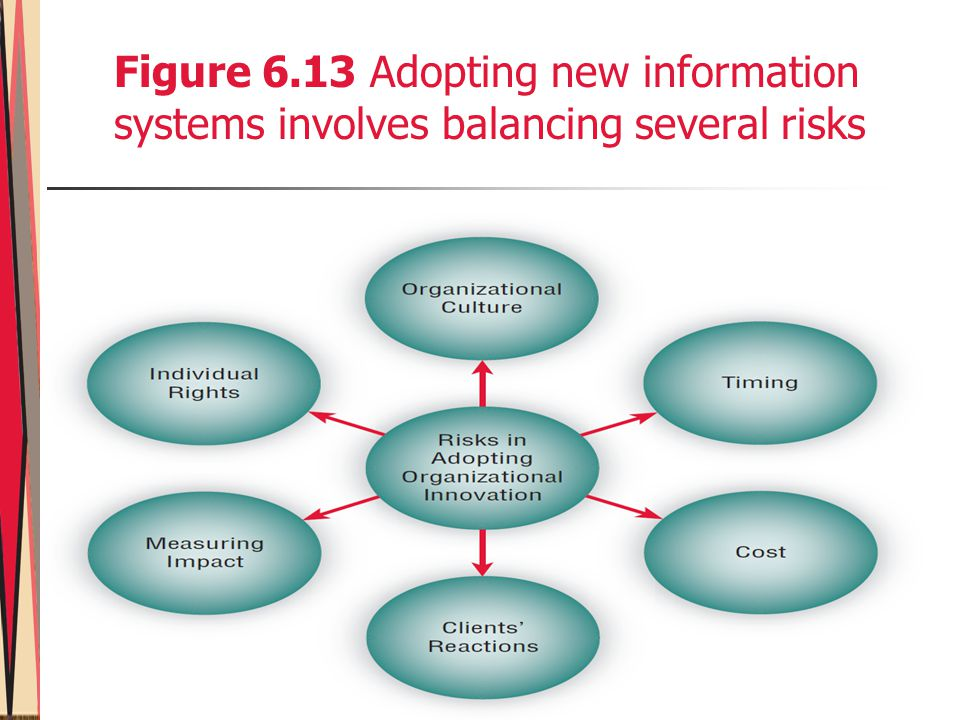 Figure 6.13 Adopting new information
systems involves balancing several risks
Organizational
Culture
Individual
Rights
Timing
Risks in
Adopting
Organizational
Innovation
Measuring
Impact
Cost
Clients’
Reactions